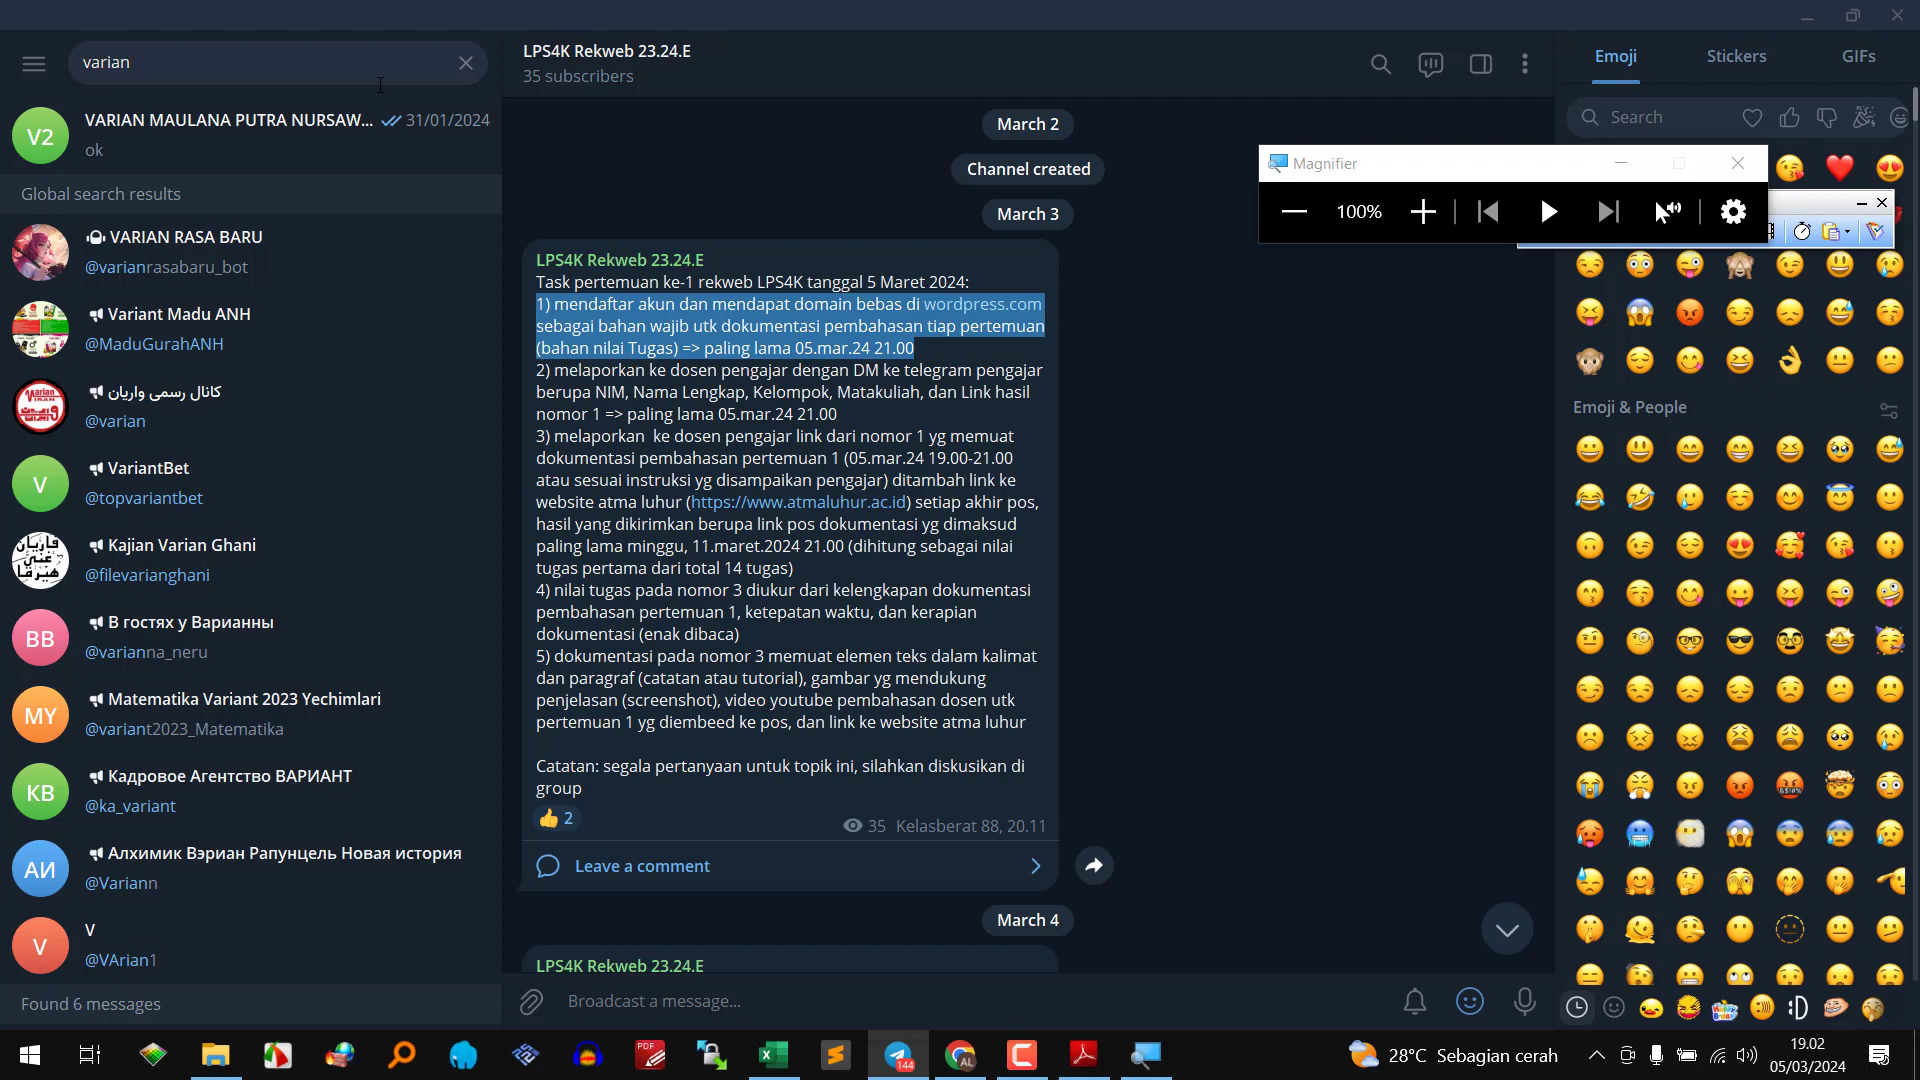 varian
VARIAN MAULANA PUTRA NURSAW... 31/01/2024
V2
ok
Global search results
VARIAN RASA BARU
@varianrasabaru_bot
Variant Madu ANH
@MaduGurahANH
کانال رسمی واریان
@varian
V
VariantBet
@topvariantbet
Kajian Varian Ghani
@filevarianghani
BB
В гостях у Варианны
@varianna_neru
MY
Matematika Variant 2023 Yechimlari
@variant2023_Matematika
КВ
Кадровое Агентство ВАРИАНТ
@ka_variant
АИ
Алхимик Вэриан Рапунцель Новая история
@Variann
V
V
@VArian1
Found 6 messages
LPS4K Rekweb 23.24.E
35 subscribers
March 2
Channel created
March 3
LPS4K Rekweb 23.24.E
Task pertemuan ke-1 rekweb LPS4K tanggal 5 Maret 2024:
1) mendaftar akun dan mendapat domain bebas di wordpress.com
sebagai bahan wajib utk dokumentasi pembahasan tiap pertemuan
(bahan nilai Tugas) => paling lama 05.mar.24 21.00
2) melaporkan ke dosen pengajar dengan DM ke telegram pengajar
berupa NIM, Nama Lengkap, Kelompok, Matakuliah, dan Link hasil
nomor 1 => paling lama 05.mar.24 21.00
3) melaporkan  ke dosen pengajar link dari nomor 1 yg memuat
dokumentasi pembahasan pertemuan 1 (05.mar.24 19.00-21.00
atau sesuai instruksi yg disampaikan pengajar) ditambah link ke
website atma luhur (https://www.atmaluhur.ac.id) setiap akhir pos,
hasil yang dikirimkan berupa link pos dokumentasi yg dimaksud
paling lama minggu, 11.maret.2024 21.00 (dihitung sebagai nilai
tugas pertama dari total 14 tugas)
4) nilai tugas pada nomor 3 diukur dari kelengkapan dokumentasi
pembahasan pertemuan 1, ketepatan waktu, dan kerapian
dokumentasi (enak dibaca)
5) dokumentasi pada nomor 3 memuat elemen teks dalam kalimat
dan paragraf (catatan atau tutorial), gambar yg mendukung
penjelasan (screenshot), video youtube pembahasan dosen utk
pertemuan 1 yg diembeed ke pos, dan link ke website atma luhur
Catatan: segala pertanyaan untuk topik ini, silahkan diskusikan di
group
2
35 Kelasberat 88, 20.11
Leave a comment
March 4
LPS4K Rekweb 23.24.E
Broadcast a message...
Emoji Stickers GIFs
Search
Magnifier
100%
Emoji & People
PDF
144
AL
28°C Sebagian cerah
19.02
05/03/2024